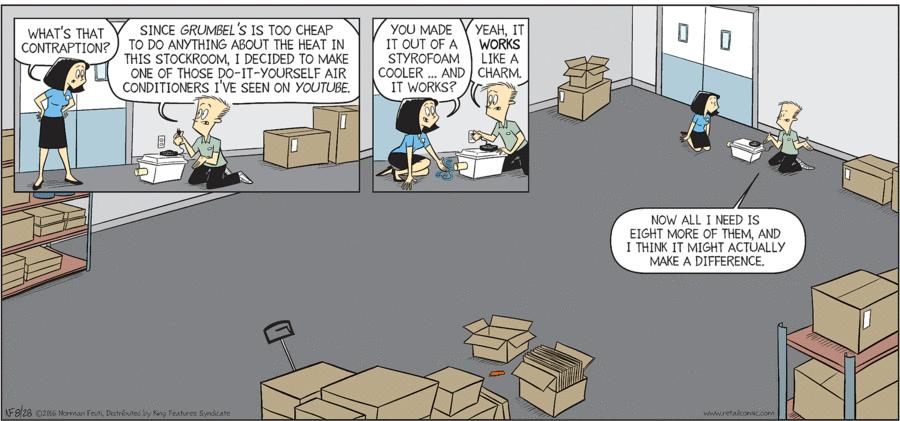 WHAT'S THAT
CONTRAPTION?
SINCE GRUMBEL'S IS TOO CHEAP
TO DO ANYTHING ABOUT THE HEAT IN
THIS STOCKROOM, I DECIDED TO MAKE
ONE OF THOSE DO-IT-YOURSELF AIR
CONDITIONERS I'VE SEEN ON YOUTUBE.
YOU MADE
IT OUT OF A
STYROFOAM
COOLER ... AND
IT WORKS?
YEAH, IT
WORKS
LIKE A
CHARM.
NOW ALL I NEED IS
EIGHT MORE OF THEM, AND
I THINK IT MIGHT ACTUALLY
MAKE A DIFFERENCE.
NF 8/28 ©2016 Norman Feuti, Distributed by King Features Syndicate
www.retailcomic.com